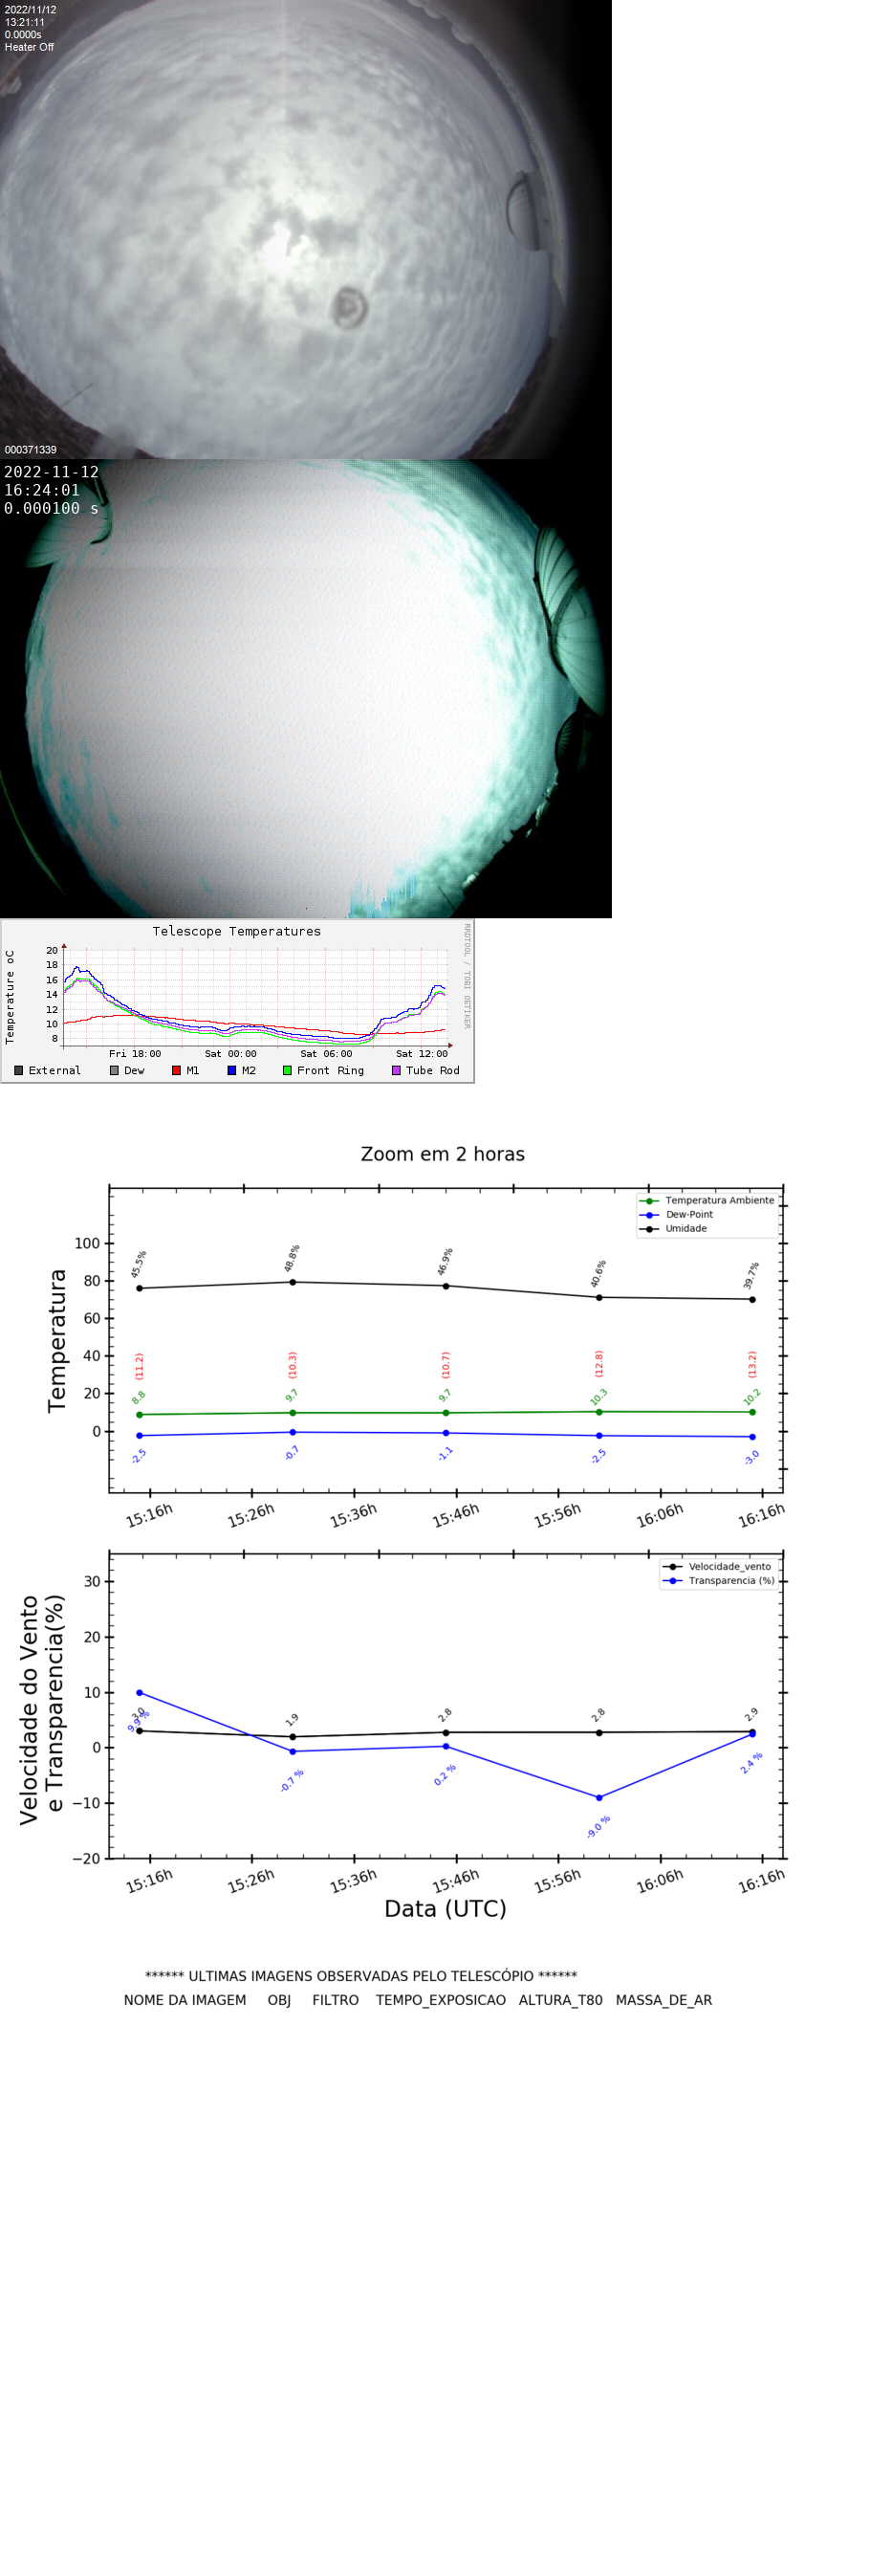 2022/11/12
13:21:11
0.0000s
Heater Off
000371339
2022-11-12
16:24:01
0.000100 s
Telescope Temperatures
RRDTOOL / TOBI OETIKER
Temperature oC
20
18
16
14
12
10
8
Fri 18:00 Sat 00:00 Sat 06:00 Sat 12:00
External Dew M1 M2 Front Ring Tube Rod
Zoom em 2 horas
Temperatura Ambiente
Dew-Point
Umidade
Temperatura
100
80
60
40
20
0
45.5% 48.8% 46.9% 40.6% 39.7%
(11.2) (10.3) (10.7) (12.8) (13.2)
8.8 9.7 9.7 10.3 10.2
-2.5 -0.7 -1.1 -2.5 -3.0
15:16h 15:26h 15:36h 15:46h 15:56h 16:06h 16:16h
Velocidade_vento
Transparencia (%)
Velocidade do Vento
e Transparencia(%)
30
20
10
0
−10
−20
3.0 1.9 2.8 2.8 2.9
-0.7 % 0.2 % -9.0 % 2.4 %
15:16h 15:26h 15:36h 15:46h 15:56h 16:06h 16:16h
Data (UTC)
****** ULTIMAS IMAGENS OBSERVADAS PELO TELESCÓPIO ******
NOME DA IMAGEM OBJ FILTRO TEMPO_EXPOSICAO ALTURA_T80 MASSA_DE_AR